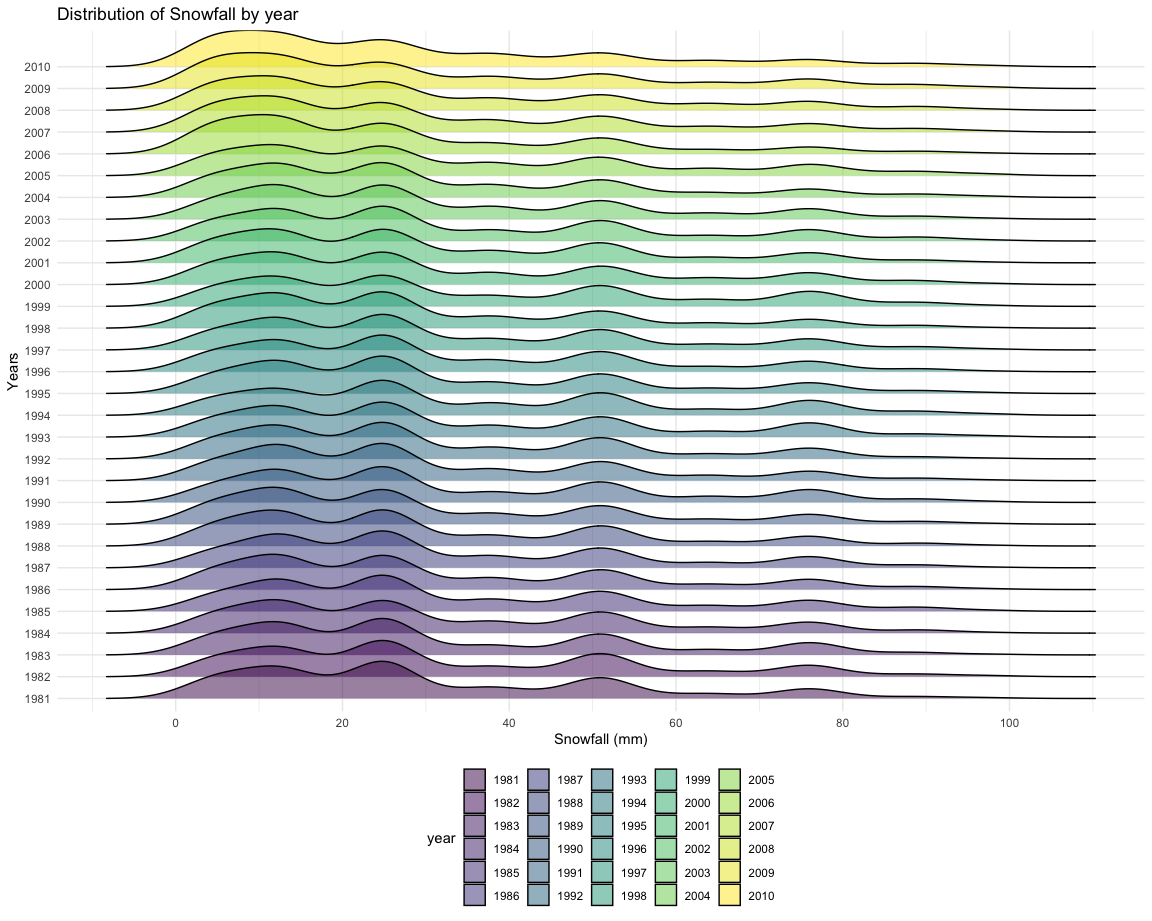 Distribution of Snowfall by year
2010
2009
2008
2007
2006
2005
2004
2003
2002
2001
2000
1999
1998
1997
1996
1995
1994
1993
1992
1991
1990
1989
1988
1987
1986
1985
1984
1983
1982
1981
Years
0 20 40 60 80 100
Snowfall (mm)
year
1981 1987 1993 1999 2005
1982 1988 1994 2000 2006
1983 1989 1995 2001 2007
1984 1990 1996 2002 2008
1985 1991 1997 2003 2009
1986 1992 1998 2004 2010